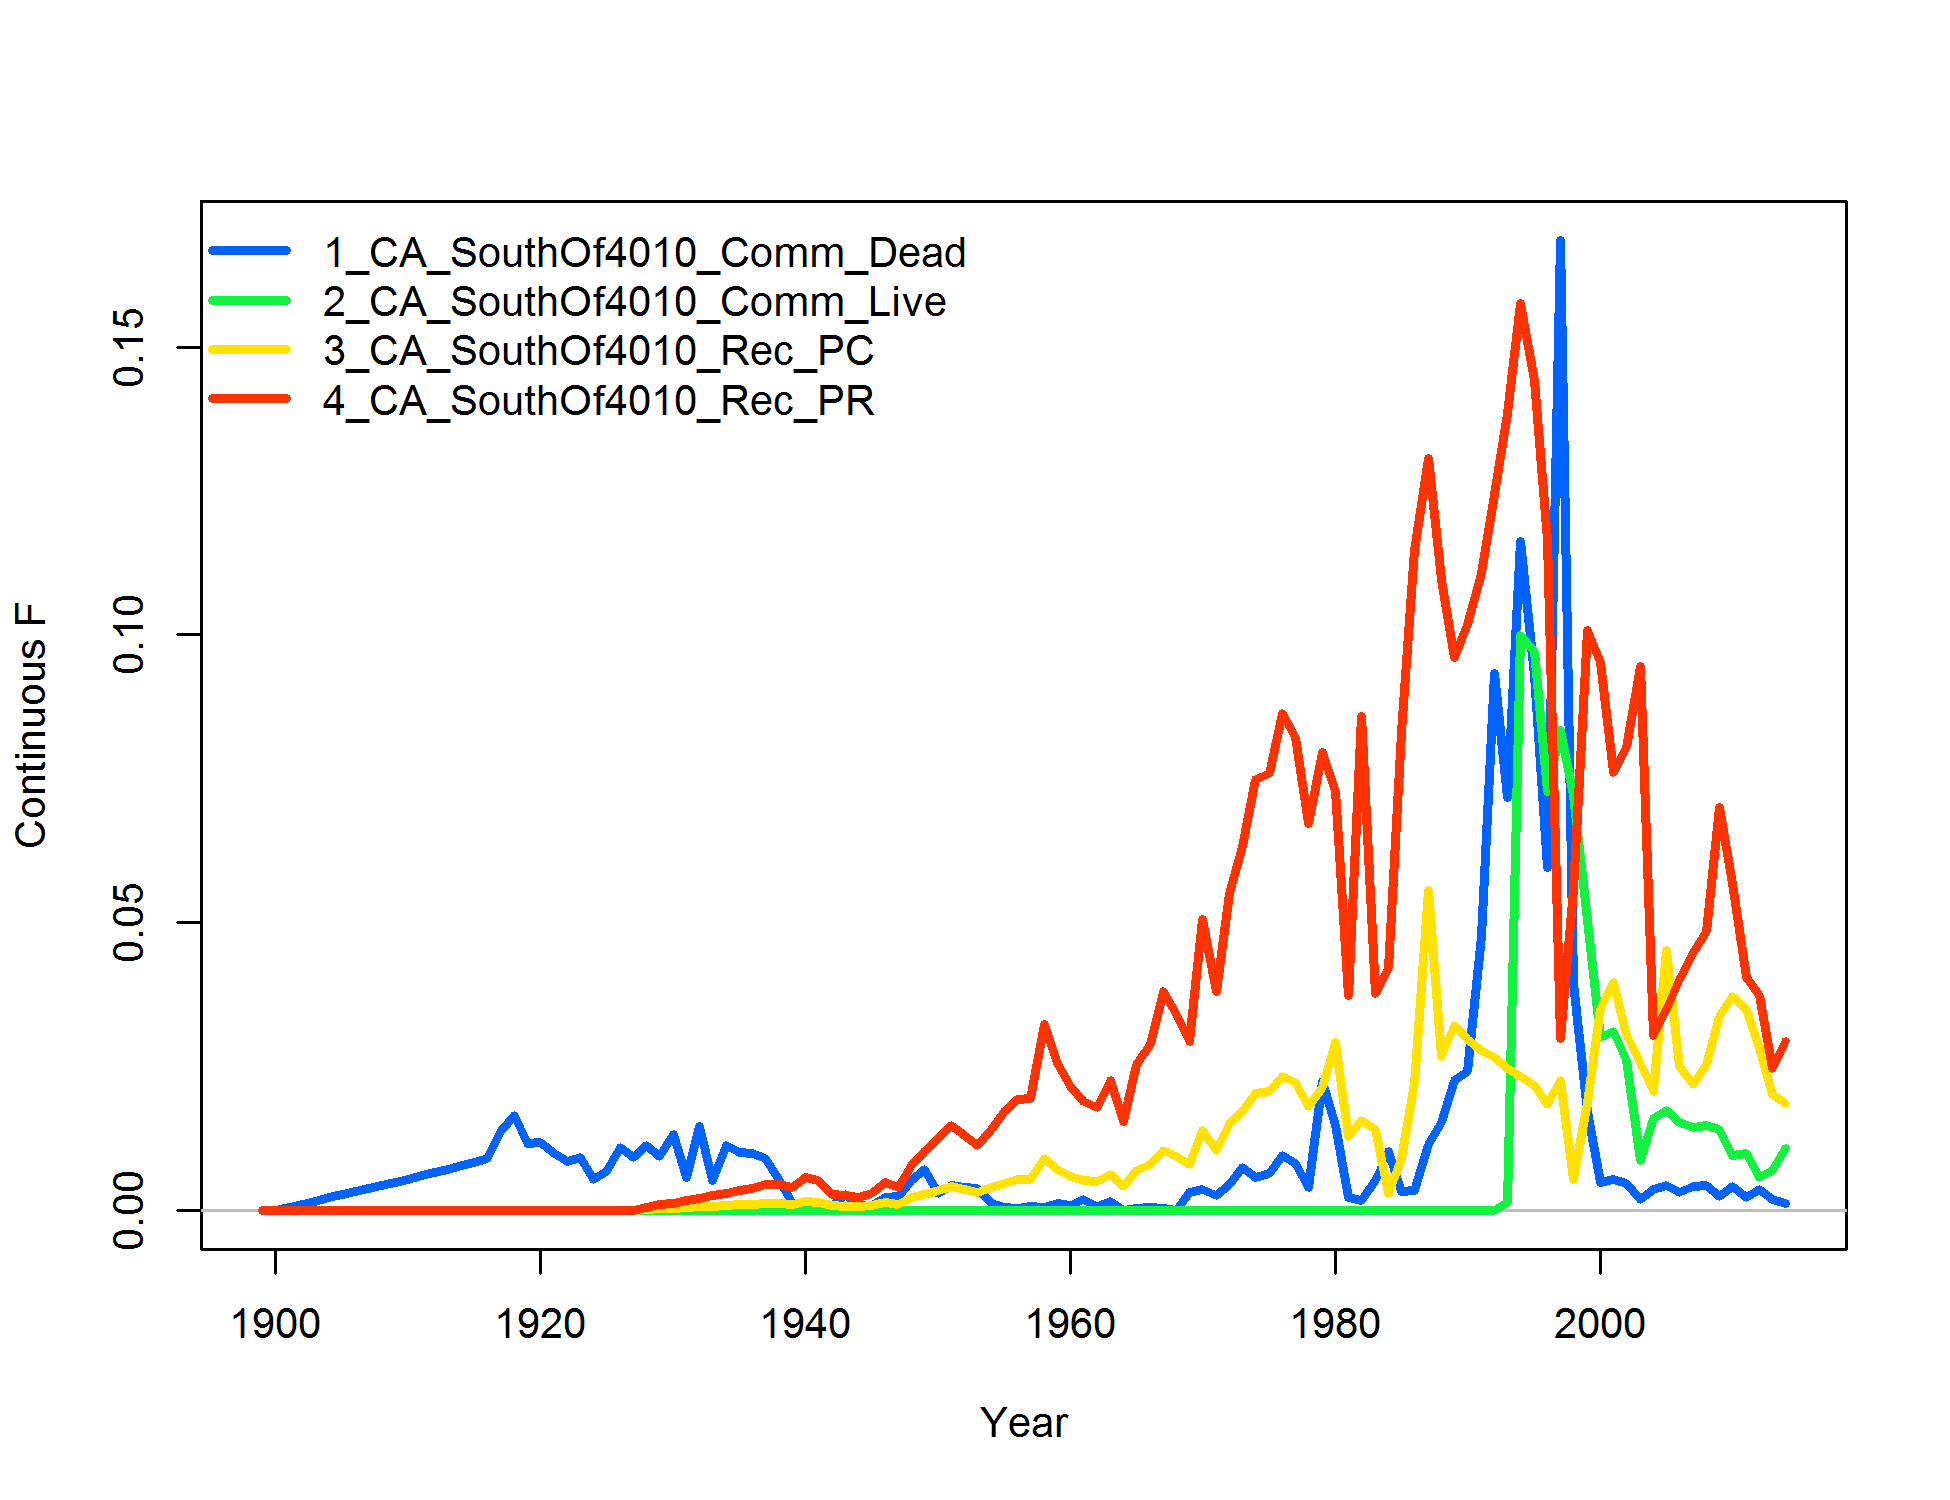 1_CA_SouthOf4010_Comm_Dead
2_CA_SouthOf4010_Comm_Live
3_CA_SouthOf4010_Rec_PC
4_CA_SouthOf4010_Rec_PR
0.15
0.10
0.05
0.00
Continuous F
1900 1920 1940 1960 1980 2000
Year